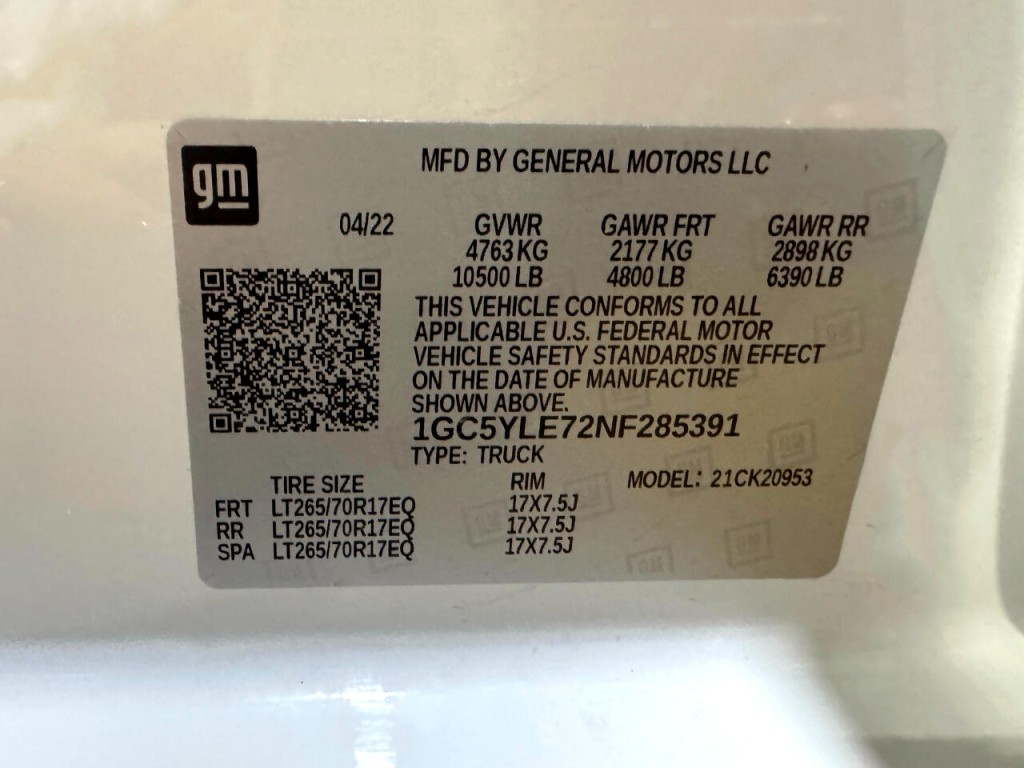 gm
MFD BY GENERAL MOTORS LLC
04/22 GVWR GAWR FRT GAWR RR
4763 KG 2177 KG 2898 KG
10500 LB 4800 LB 6390 LB
THIS VEHICLE CONFORMS TO ALL
APPLICABLE U.S. FEDERAL MOTOR
VEHICLE SAFETY STANDARDS IN EFFECT
ON THE DATE OF MANUFACTURE
SHOWN ABOVE.
1GC5YLE72NF285391
TYPE: TRUCK
TIRE SIZE RIM MODEL: 21CK20953
FRT LT265/70R17EQ 17X7.5J
RR LT265/70R17EQ 17X7.5J
SPA LT265/70R17EQ 17X7.5J